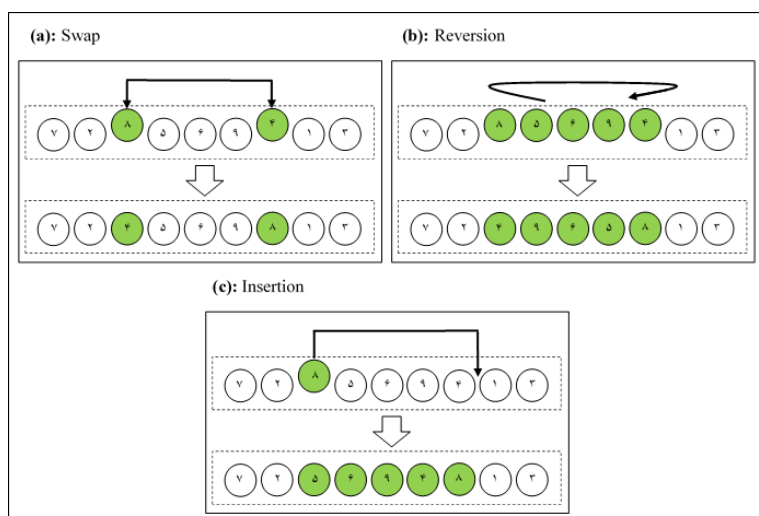 (a): Swap
۷ ۲ ۸ ۵ ۶ ۹ ۴ ۱ ۳
۷ ۲ ۴ ۵ ۶ ۹ ۸ ۱ ۳
(b): Reversion
۷ ۲ ۸ ۵ ۶ ۹ ۴ ۱ ۳
۷ ۲ ۴ ۹ ۶ ۵ ۸ ۱ ۳
(c): Insertion
۷ ۲ ۸ ۵ ۶ ۹ ۴ ۱ ۳
۷ ۲ ۵ ۶ ۹ ۴ ۸ ۱ ۳